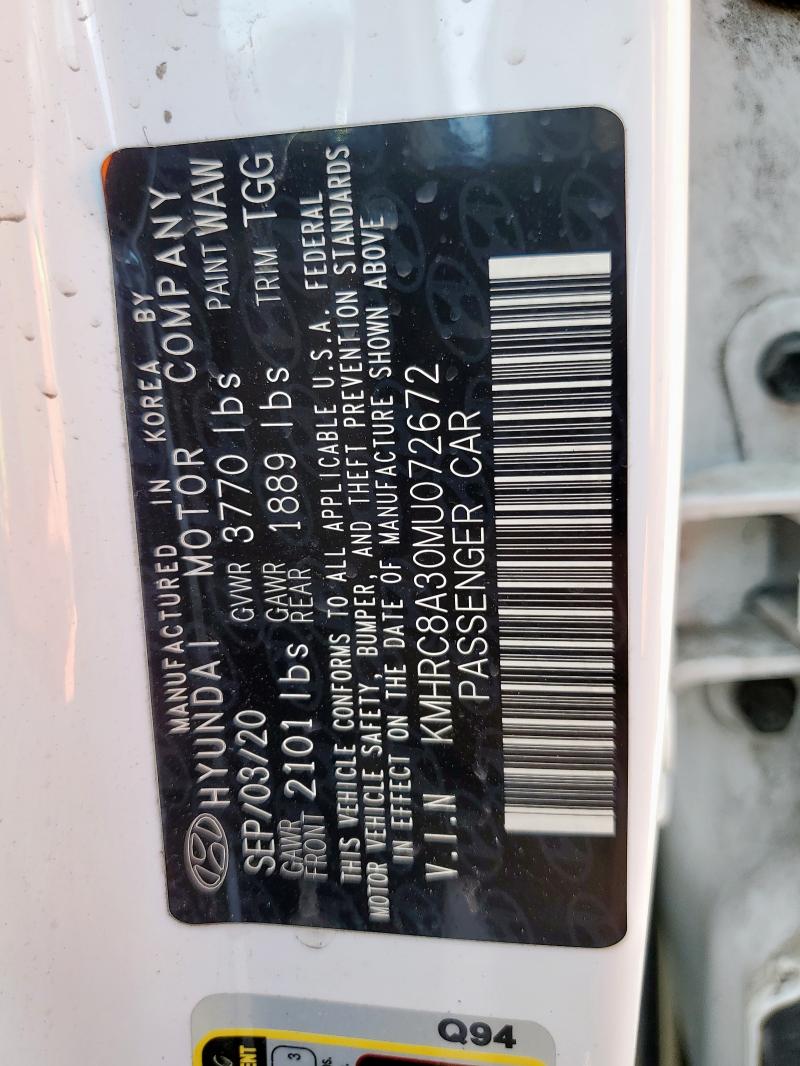 MANUFACTURED IN KOREA BY
HYUNDAI MOTOR COMPANY
SEP/03/20 GVWR 3770 lbs PAINT WAW
GAWR FRONT 2101 lbs GAWR REAR 1889 lbs TRIM TGG
THIS VEHICLE CONFORMS TO ALL APPLICABLE U.S.A. FEDERAL
MOTOR VEHICLE SAFETY, BUMPER, AND THEFT PREVENTION STANDARDS
IN EFFECT ON THE DATE OF MANUFACTURE SHOWN ABOVE
V.I.N KMHRC8A30MU072672
PASSENGER CAR
Q94
3